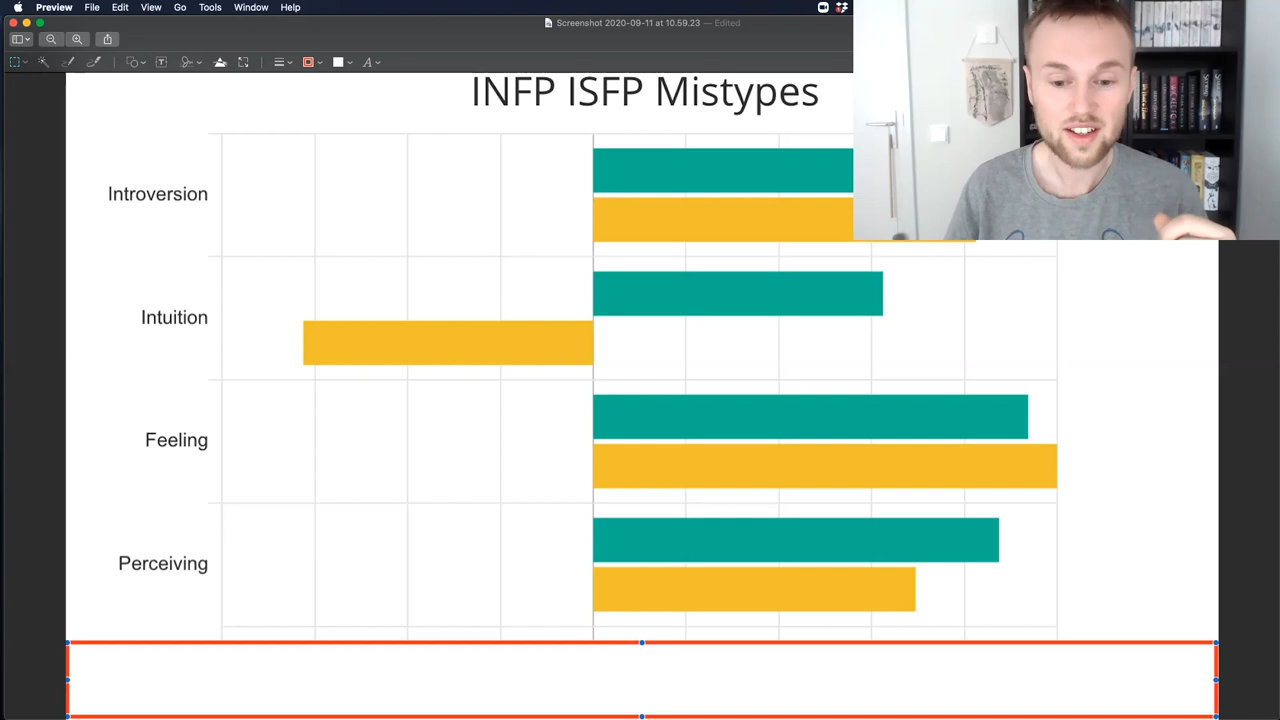 Preview File Edit View Go Tools Window Help
Screenshot 2020-09-11 at 10.59.23 — Edited
INFP ISFP Mistypes
Introversion
Intuition
Feeling
Perceiving